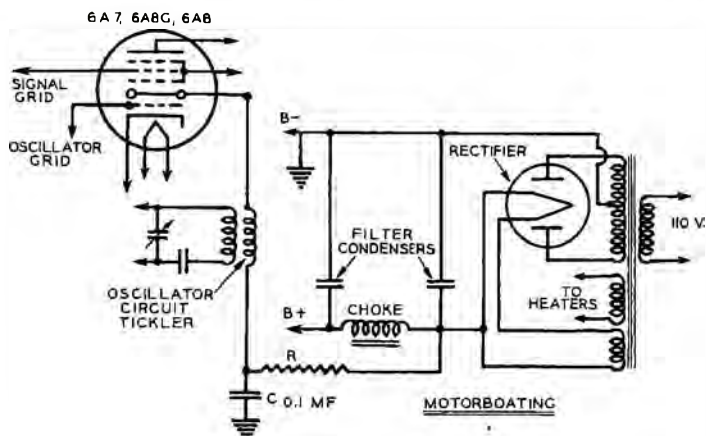 6A7, 6A8G, 6A8
SIGNAL
GRID
OSCILLATOR
GRID
B-
RECTIFIER
110 V.
FILTER
CONDENSERS
OSCILLATOR
CIRCUIT
TICKLER
B+
CHOKE
TO
HEATERS
R
C 0.1 MF
MOTORBOATING